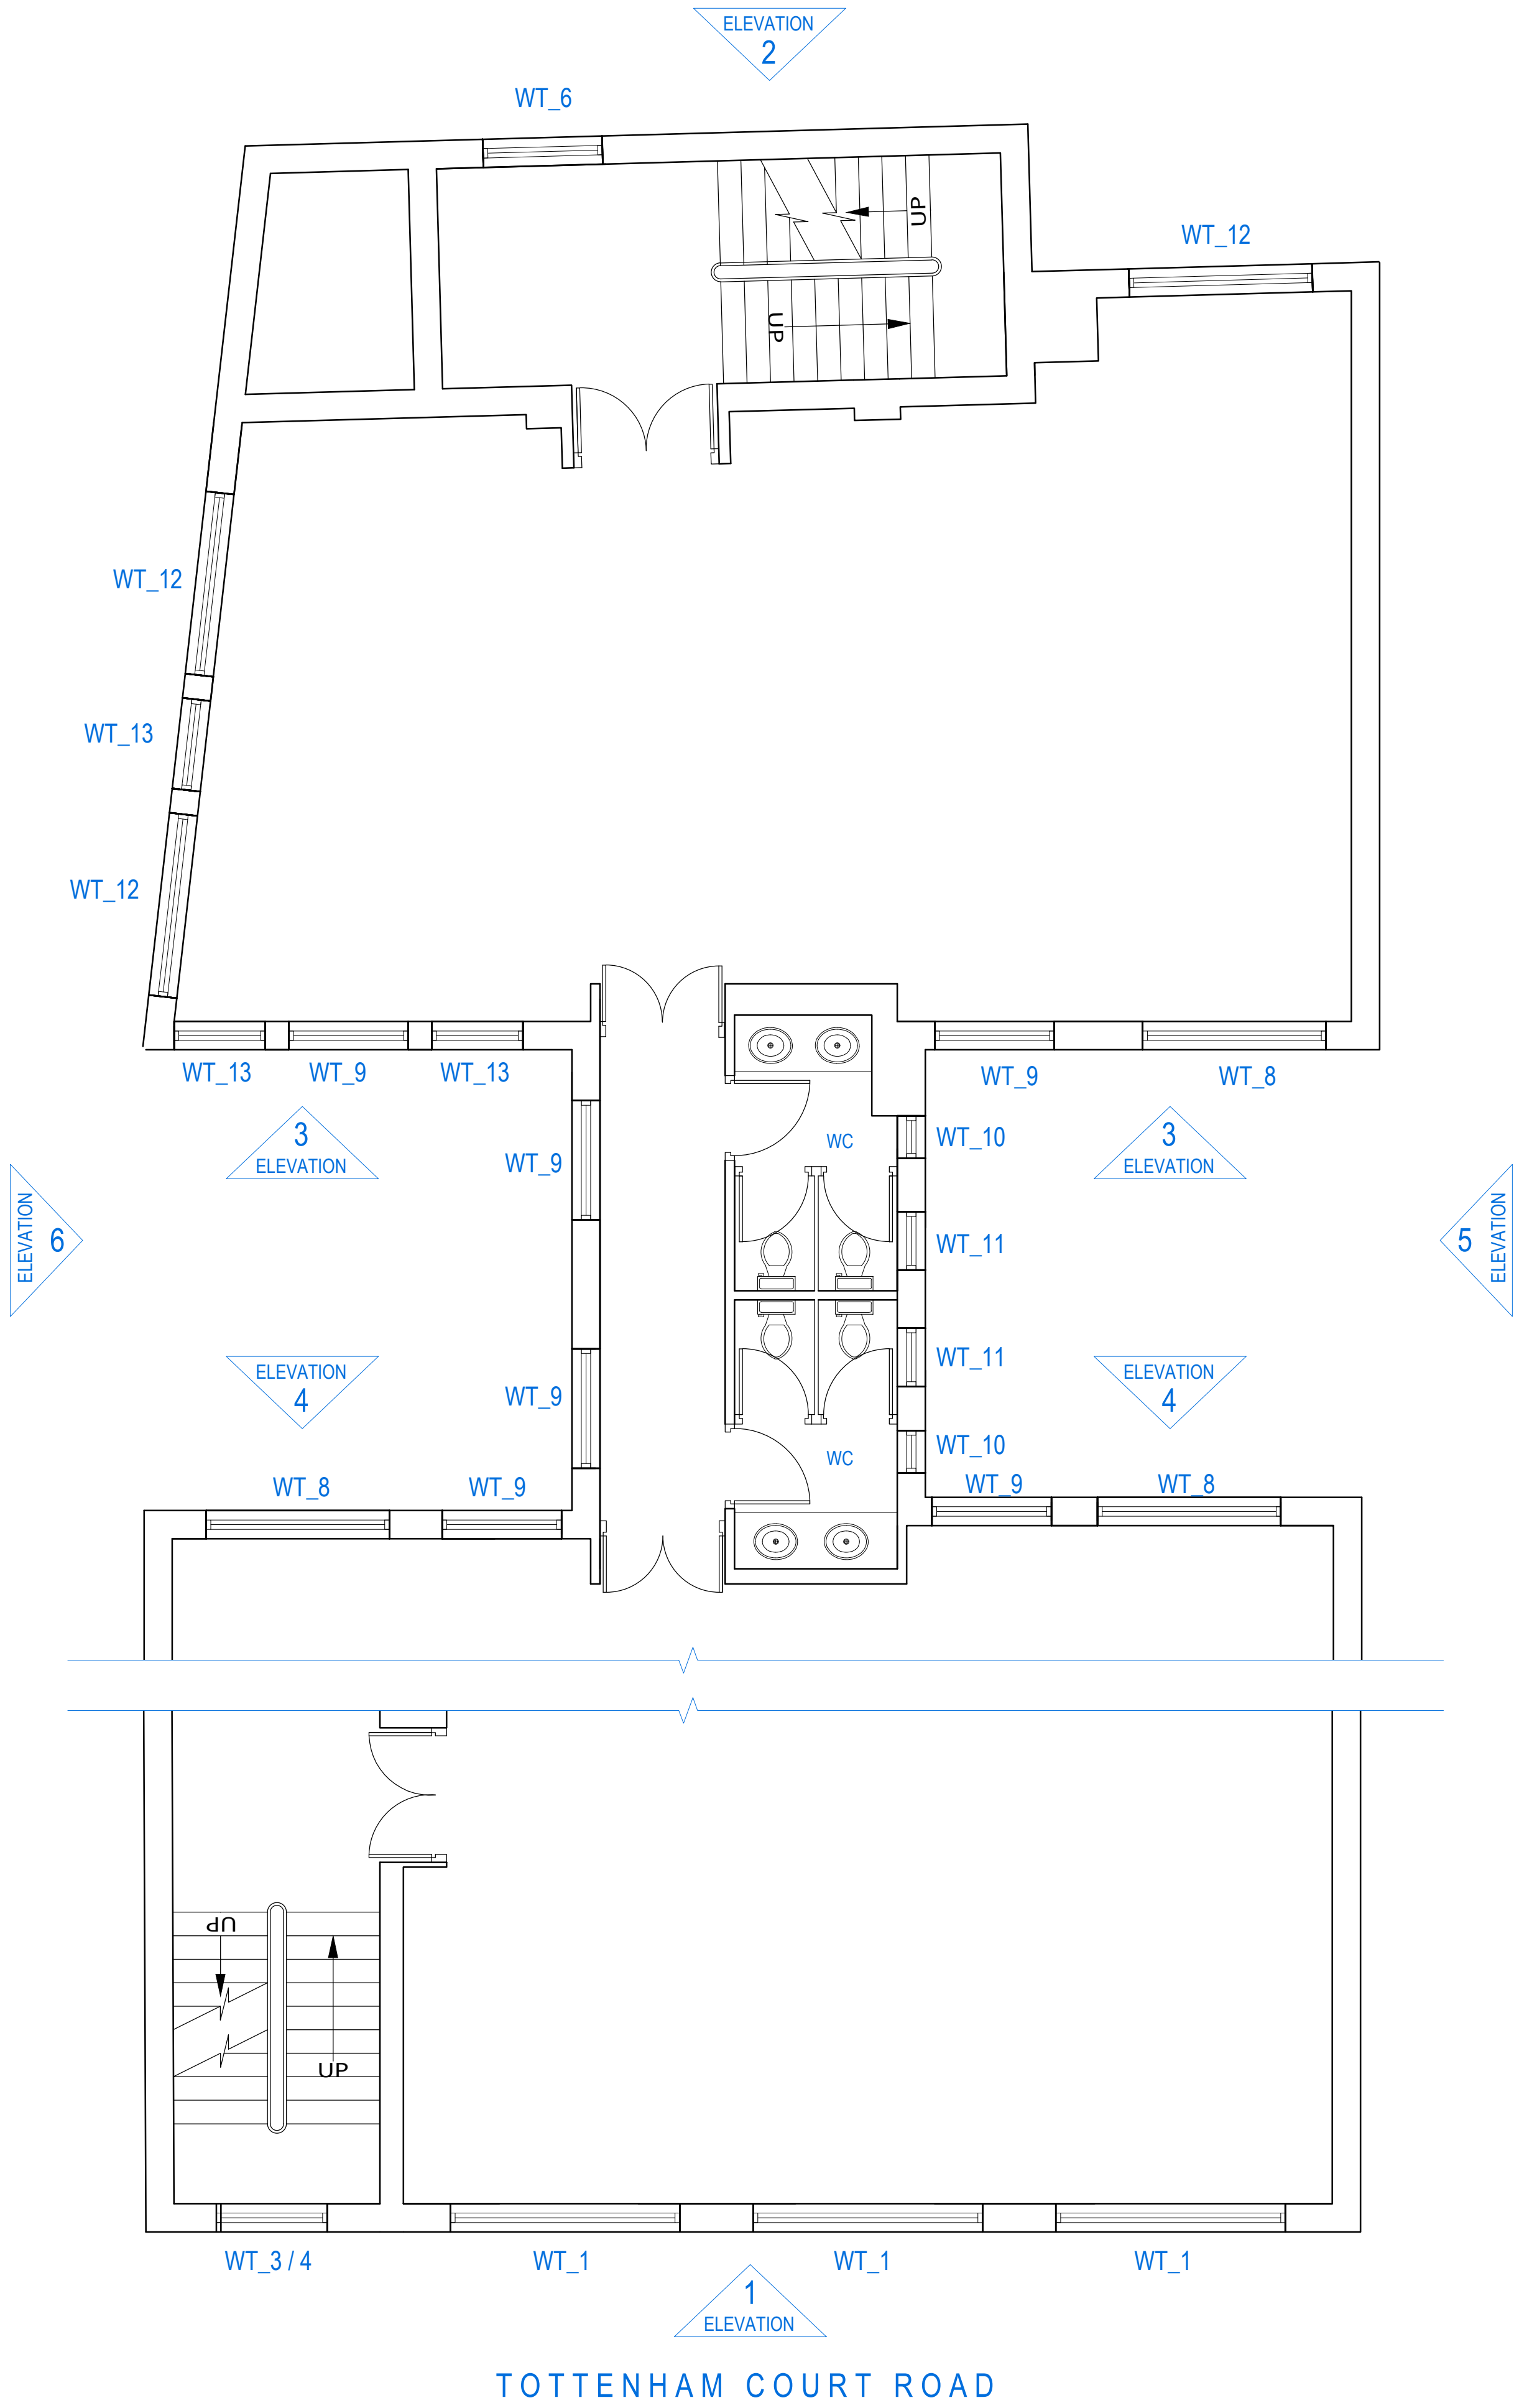 ELEVATION
2
WT_6
UP
WT_12
UP
WT_12
WT_13
WT_12
WT_13
WT_9
WT_13
WT_9
WT_8
3
ELEVATION
WT_9
WC
WT_10
3
ELEVATION
ELEVATION
6
WT_11
5
ELEVATION
ELEVATION
4
WT_9
WT_11
ELEVATION
4
WC
WT_10
WT_8
WT_9
WT_9
WT_8
UP
UP
WT_3 / 4
WT_1
WT_1
WT_1
1
ELEVATION
TOTTENHAM COURT ROAD